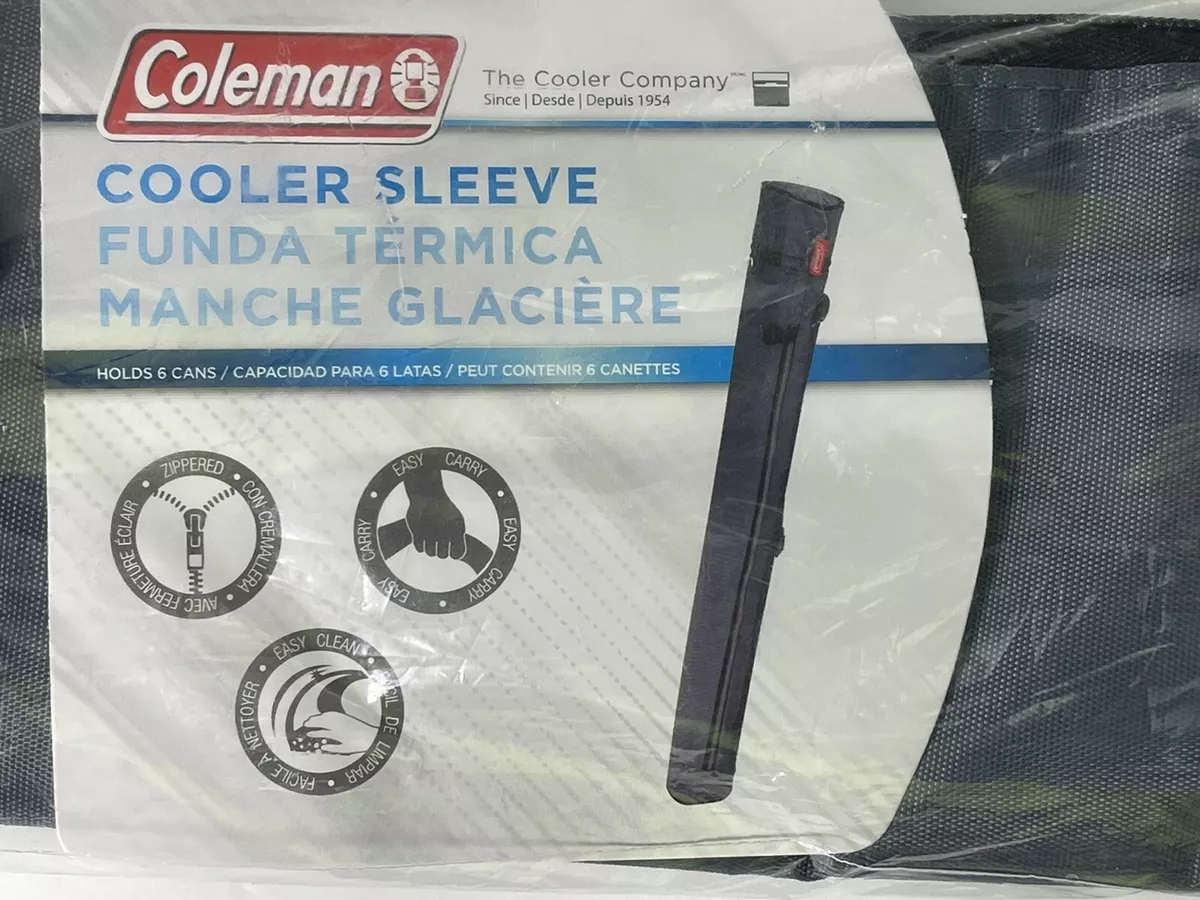 Coleman
The Cooler Company
Since | Desde | Depuis 1954
COOLER SLEEVE
FUNDA TÉRMICA
MANCHE GLACIÈRE
HOLDS 6 CANS / CAPACIDAD PARA 6 LATAS / PEUT CONTENIR 6 CANETTES
Coleman
ZIPPERED • CON CREMALLERA • AVEC FERMETURE ÉCLAIR •
EASY CARRY • EASY CARRY • EASY CARRY •
EASY CLEAN • DE LIMPIAR • FACILE À NETTOYER •